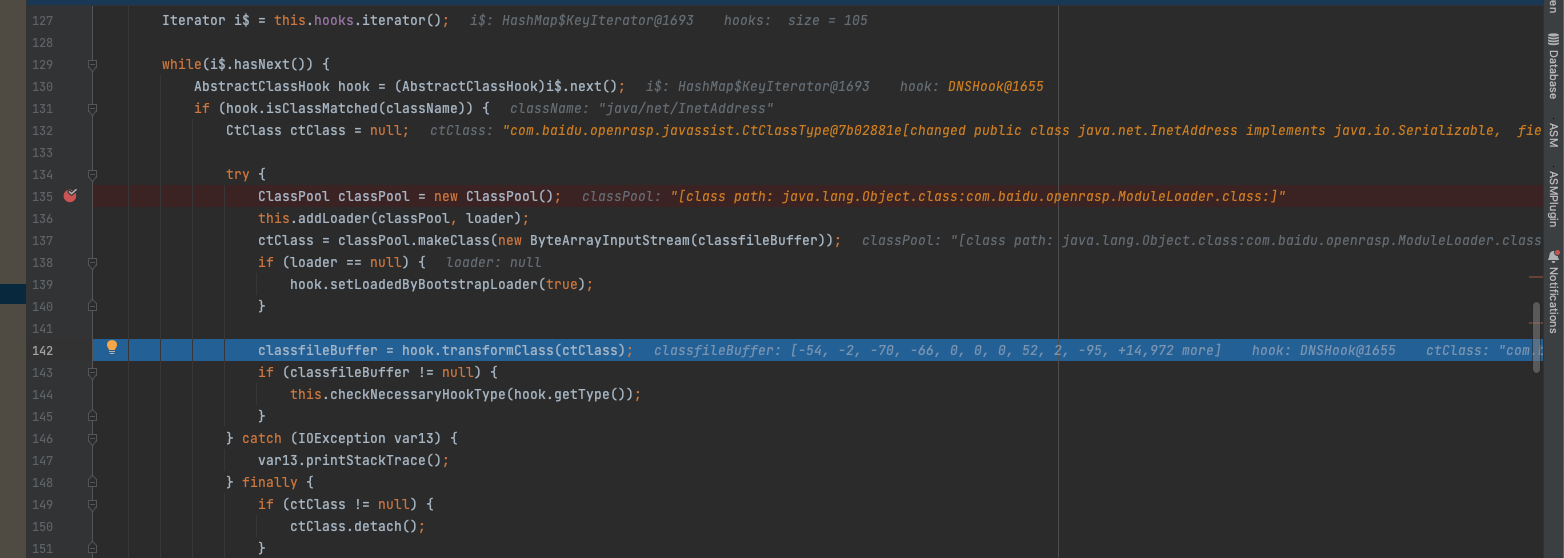 127 Iterator i$ = this.hooks.iterator(); i$: HashMap$KeyIterator@1693 hooks: size = 105
128
129 while(i$.hasNext()) {
130 AbstractClassHook hook = (AbstractClassHook)i$.next(); i$: HashMap$KeyIterator@1693 hook: DNSHook@1655
131 if (hook.isClassMatched(className)) { className: "java/net/InetAddress"
132 CtClass ctClass = null; ctClass: "com.baidu.openrasp.javassist.CtClassType@7b02881e[changed public class java.net.InetAddress implements java.io.Serializable, fie
133
134 try {
135 ClassPool classPool = new ClassPool(); classPool: "[class path: java.lang.Object.class:com.baidu.openrasp.ModuleLoader.class:]"
136 this.addLoader(classPool, loader);
137 ctClass = classPool.makeClass(new ByteArrayInputStream(classfileBuffer)); classPool: "[class path: java.lang.Object.class:com.baidu.openrasp.ModuleLoader.class
138 if (loader == null) { loader: null
139 hook.setLoadedByBootstrapLoader(true);
140 }
141
142 classfileBuffer = hook.transformClass(ctClass); classfileBuffer: [-54, -2, -70, -66, 0, 0, 0, 52, 2, -95, +14,972 more] hook: DNSHook@1655 ctClass: "com.
143 if (classfileBuffer != null) {
144 this.checkNecessaryHookType(hook.getType());
145 }
146 } catch (IOException var13) {
147 var13.printStackTrace();
148 } finally {
149 if (ctClass != null) {
150 ctClass.detach();
151 }
en
Database
ASM
ASMPlugin
Notifications